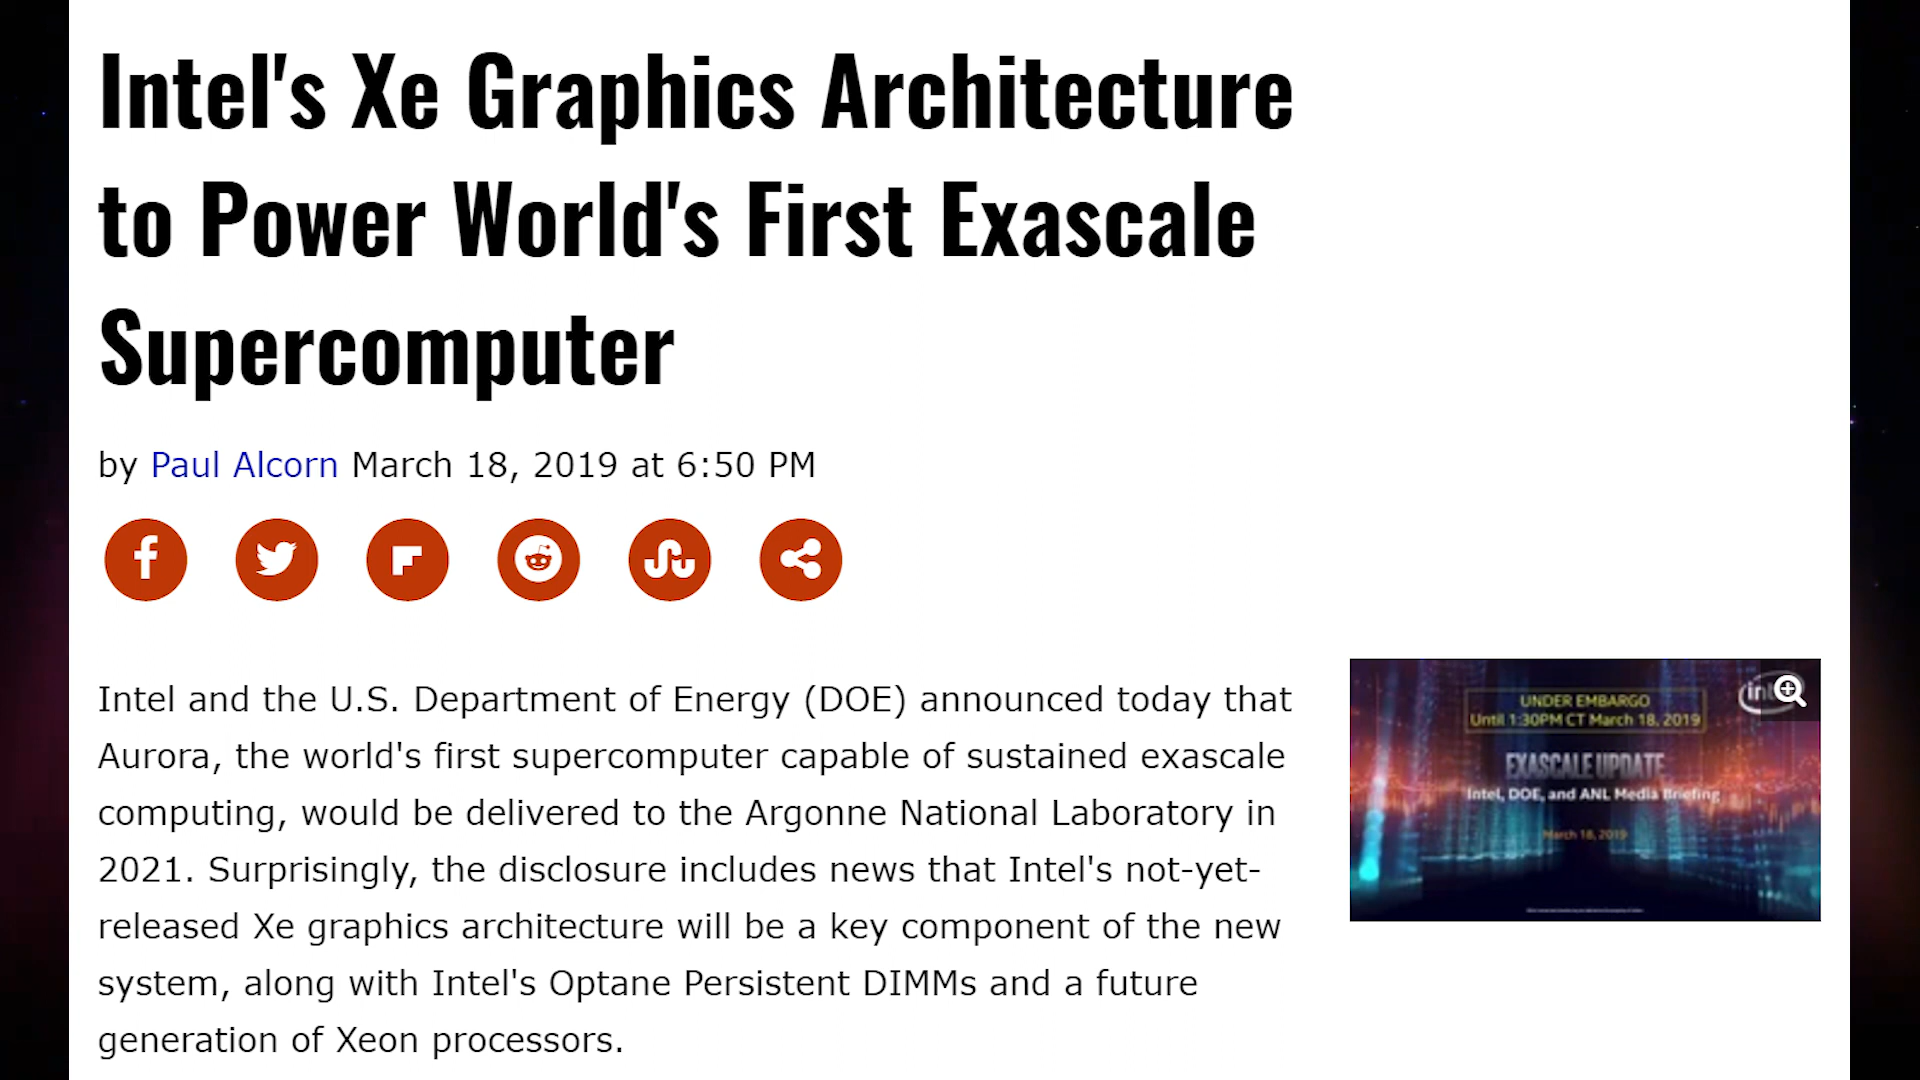 Intel's Xe Graphics Architecture
to Power World's First Exascale
Supercomputer
by Paul Alcorn March 18, 2019 at 6:50 PM
Intel and the U.S. Department of Energy (DOE) announced today that
Aurora, the world's first supercomputer capable of sustained exascale
computing, would be delivered to the Argonne National Laboratory in
2021. Surprisingly, the disclosure includes news that Intel's not-yet-
released Xe graphics architecture will be a key component of the new
system, along with Intel's Optane Persistent DIMMs and a future
generation of Xeon processors.
UNDER EMBARGO
Until 1:30PM CT March 18, 2019
EXASCALE UPDATE
Intel, DOE, and ANL Media Briefing
March 18, 2019